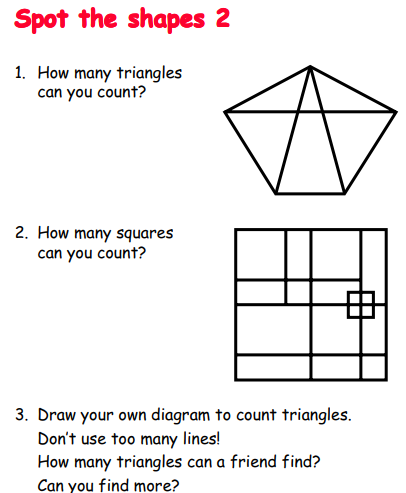 Spot the shapes 2
1. How many triangles
can you count?
2. How many squares
can you count?
3. Draw your own diagram to count triangles.
Don't use too many lines!
How many triangles can a friend find?
Can you find more?